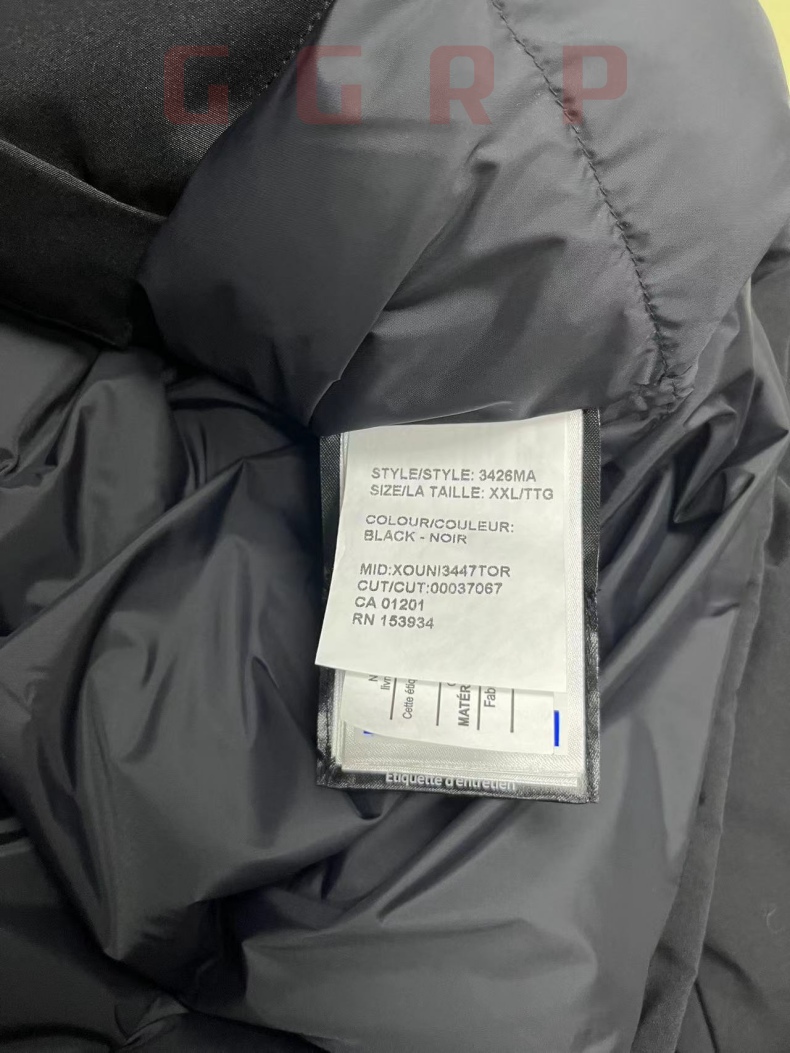 GGRP
STYLE/STYLE: 3426MA
SIZE/LA TAILLE: XXL/TTG
COLOUR/COULEUR:
BLACK - NOIR
MID:XOUNI3447TOR
CUT/CUT:00037067
CA 01201
RN 153934
Cette
MATÉR
Fab
Etiquette d'entretien